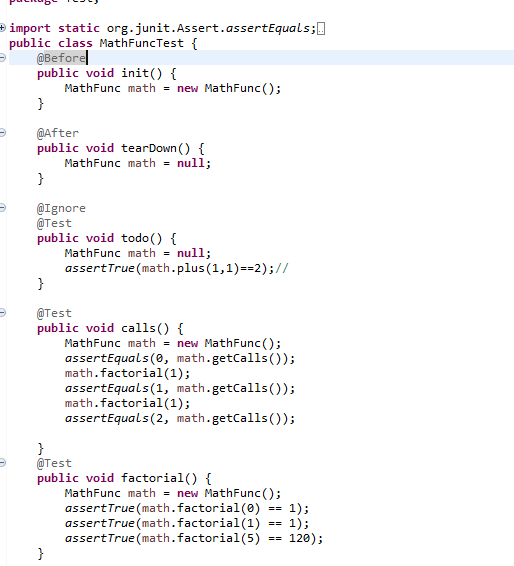 package Test;
import static org.junit.Assert.assertEquals;
public class MathFuncTest {
    @Before
    public void init() {
        MathFunc math = new MathFunc();
    }

    @After
    public void tearDown() {
        MathFunc math = null;
    }

    @Ignore
    @Test
    public void todo() {
        MathFunc math = null;
        assertTrue(math.plus(1,1)==2);//
    }

    @Test
    public void calls() {
        MathFunc math = new MathFunc();
        assertEquals(0, math.getCalls());
        math.factorial(1);
        assertEquals(1, math.getCalls());
        math.factorial(1);
        assertEquals(2, math.getCalls());

    }
    @Test
    public void factorial() {
        MathFunc math = new MathFunc();
        assertTrue(math.factorial(0) == 1);
        assertTrue(math.factorial(1) == 1);
        assertTrue(math.factorial(5) == 120);
    }